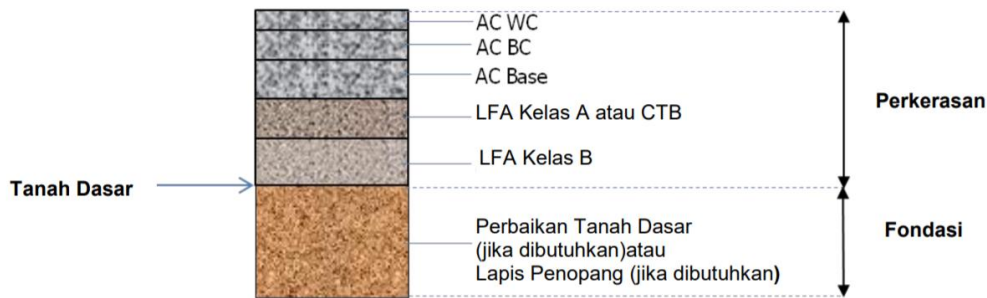 AC WC
AC BC
AC Base
LFA Kelas A atau CTB
LFA Kelas B
Perkerasan
Tanah Dasar
Perbaikan Tanah Dasar
(jika dibutuhkan)atau
Lapis Penopang (jika dibutuhkan)
Fondasi